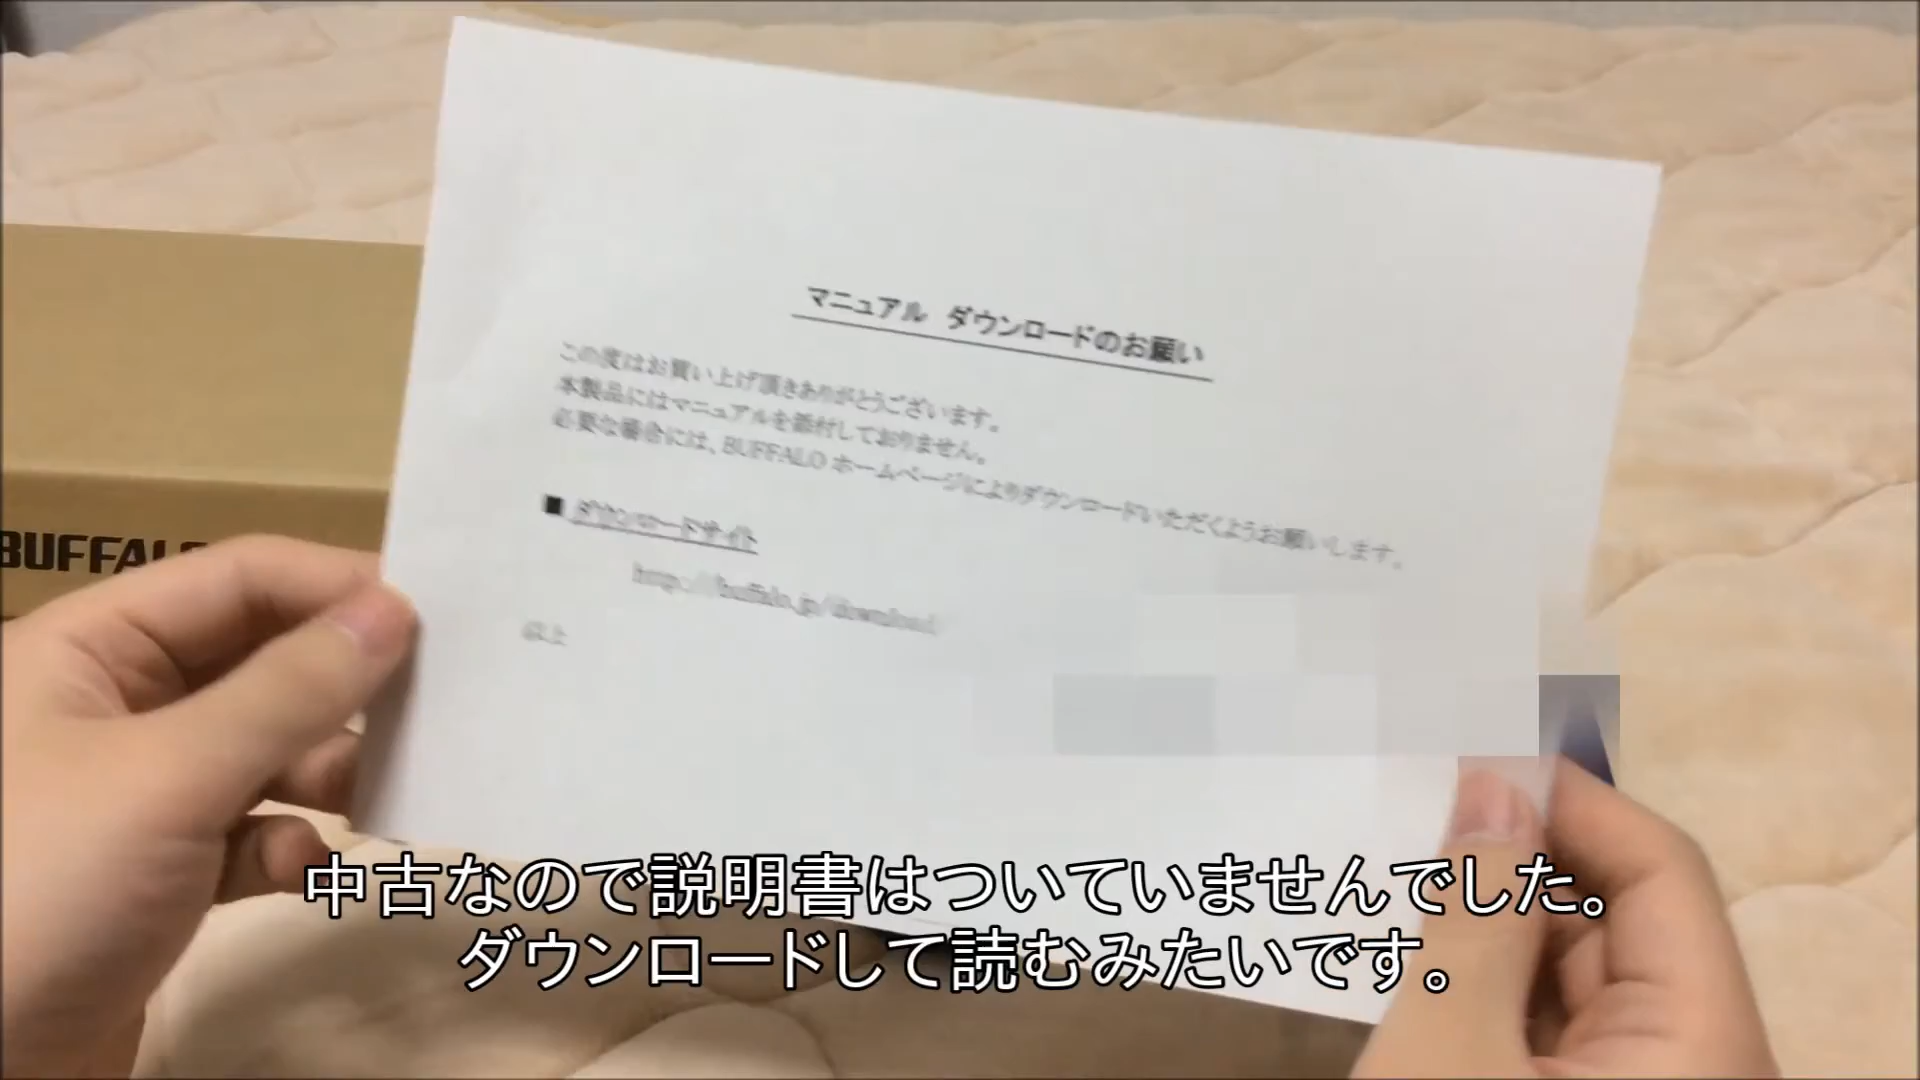 マニュアル ダウンロードのお願い
この度はお買い上げ頂きありがとうございます。
本製品にはマニュアルを添付しておりません。
必要な場合には、BUFFALO ホームページによりダウンロードいただくようお願いします。
■ ダウンロードサイト
http://buffalo.jp/download/
以上
BUFFALO
中古なので説明書はついていませんでした。
ダウンロードして読むみたいです。